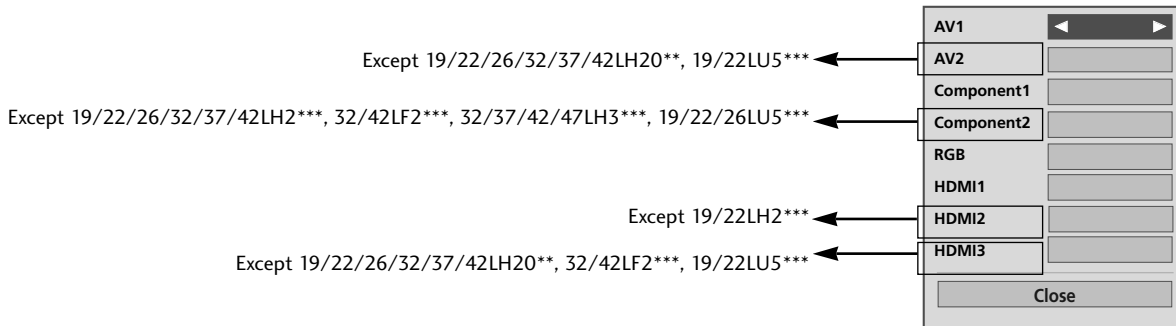 AV1
Except 19/22/26/32/37/42LH20**, 19/22LU5***
AV2
Component1
Except 19/22/26/32/37/42LH2***, 32/42LF2***, 32/37/42/47LH3***, 19/22/26LU5***
Component2
RGB
HDMI1
Except 19/22LH2***
HDMI2
Except 19/22/26/32/37/42LH20**, 32/42LF2***, 19/22LU5***
HDMI3
Close